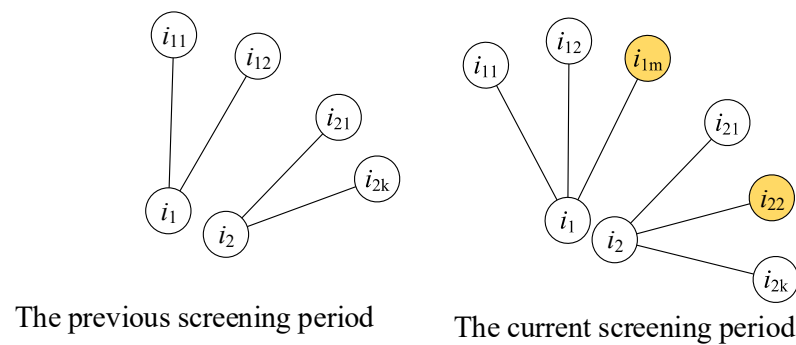 i₁₁
i₁₂
i₂₁
i₂ₖ
i₁
i₂
The previous screening period
i₁₁
i₁₂
i₁ₘ
i₂₁
i₂₂
i₁
i₂
i₂ₖ
The current screening period